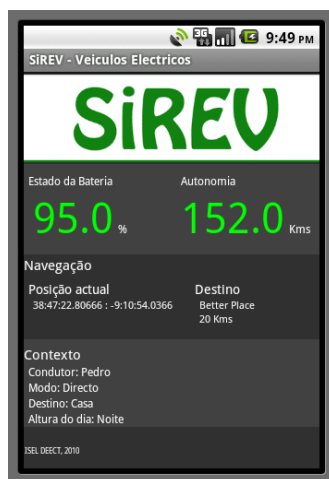 3G 9:49 PM
SiREV - Veiculos Electricos
SiREV
Estado da Bateria Autonomia
95.0 % 152.0 Kms
Navegação
Posição actual Destino
38:47:22.80666 : -9:10:54.0366 Better Place
20 Kms
Contexto
Condutor: Pedro
Modo: Directo
Destino: Casa
Altura do dia: Noite
ISEL DEECT, 2010